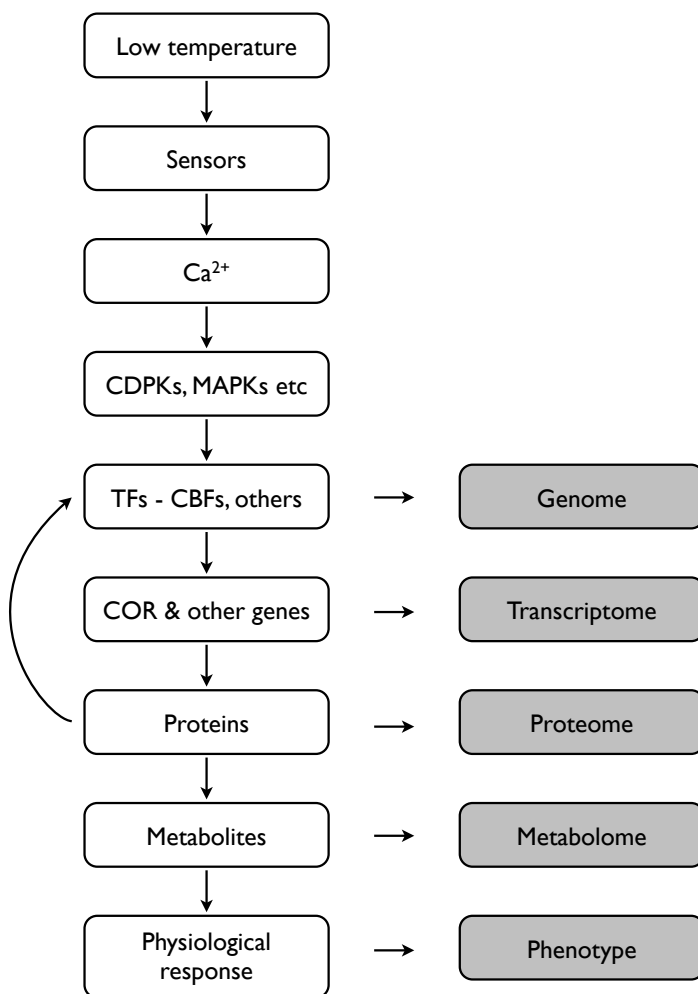 Low temperature
Sensors
Ca²⁺
CDPKs, MAPKs etc
TFs - CBFs, others
Genome
COR & other genes
Transcriptome
Proteins
Proteome
Metabolites
Metabolome
Physiological
response
Phenotype